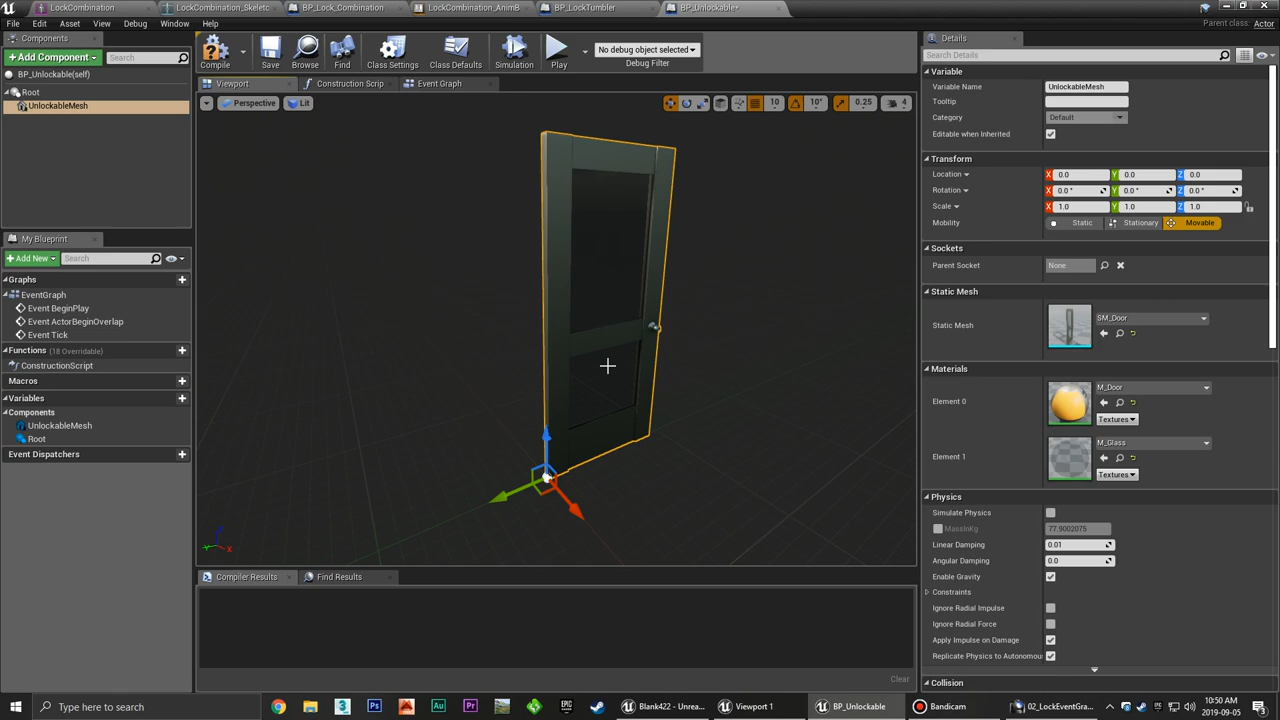 LockCombination
LockCombination_Skeletc
BP_Lock_Combination
LockCombination_AnimB
BP_LockTumbler
BP_Unlockable*
File Edit Asset View Debug Window Help
Parent class: Actor
Components
+ Add Component
Search
BP_Unlockable(self)
Root
UnlockableMesh
My Blueprint
+ Add New
Search
Graphs
EventGraph
Event BeginPlay
Event ActorBeginOverlap
Event Tick
Functions (18 Overridable)
ConstructionScript
Macros
Variables
Components
UnlockableMesh
Root
Event Dispatchers
Compile Save Browse Find Class Settings Class Defaults Simulation Play
No debug object selected
Debug Filter
Viewport Construction Scrip Event Graph
Perspective Lit
10 10° 0.25 4
Compiler Results Find Results
Clear
Details
Search Details
Variable
Variable Name UnlockableMesh
Tooltip
Category Default
Editable when Inherited
Transform
Location X 0.0 Y 0.0 Z 0.0
Rotation X 0.0 ° Y 0.0 ° Z 0.0 °
Scale X 1.0 Y 1.0 Z 1.0
Mobility Static Stationary Movable
Sockets
Parent Socket None
Static Mesh
Static Mesh SM_Door
Materials
Element 0 M_Door
Textures
Element 1 M_Glass
Textures
Physics
Simulate Physics
MassInKg 77.9002075
Linear Damping 0.01
Angular Damping 0.0
Enable Gravity
Constraints
Ignore Radial Impulse
Ignore Radial Force
Apply Impulse on Damage
Replicate Physics to Autonomou
Collision
Type here to search
Ps Au Pr EPIC GAMES
Blank422 - Unrea...
Viewport 1
BP_Unlockable
Bandicam
02_LockEventGra...
10:50 AM
2019-09-05